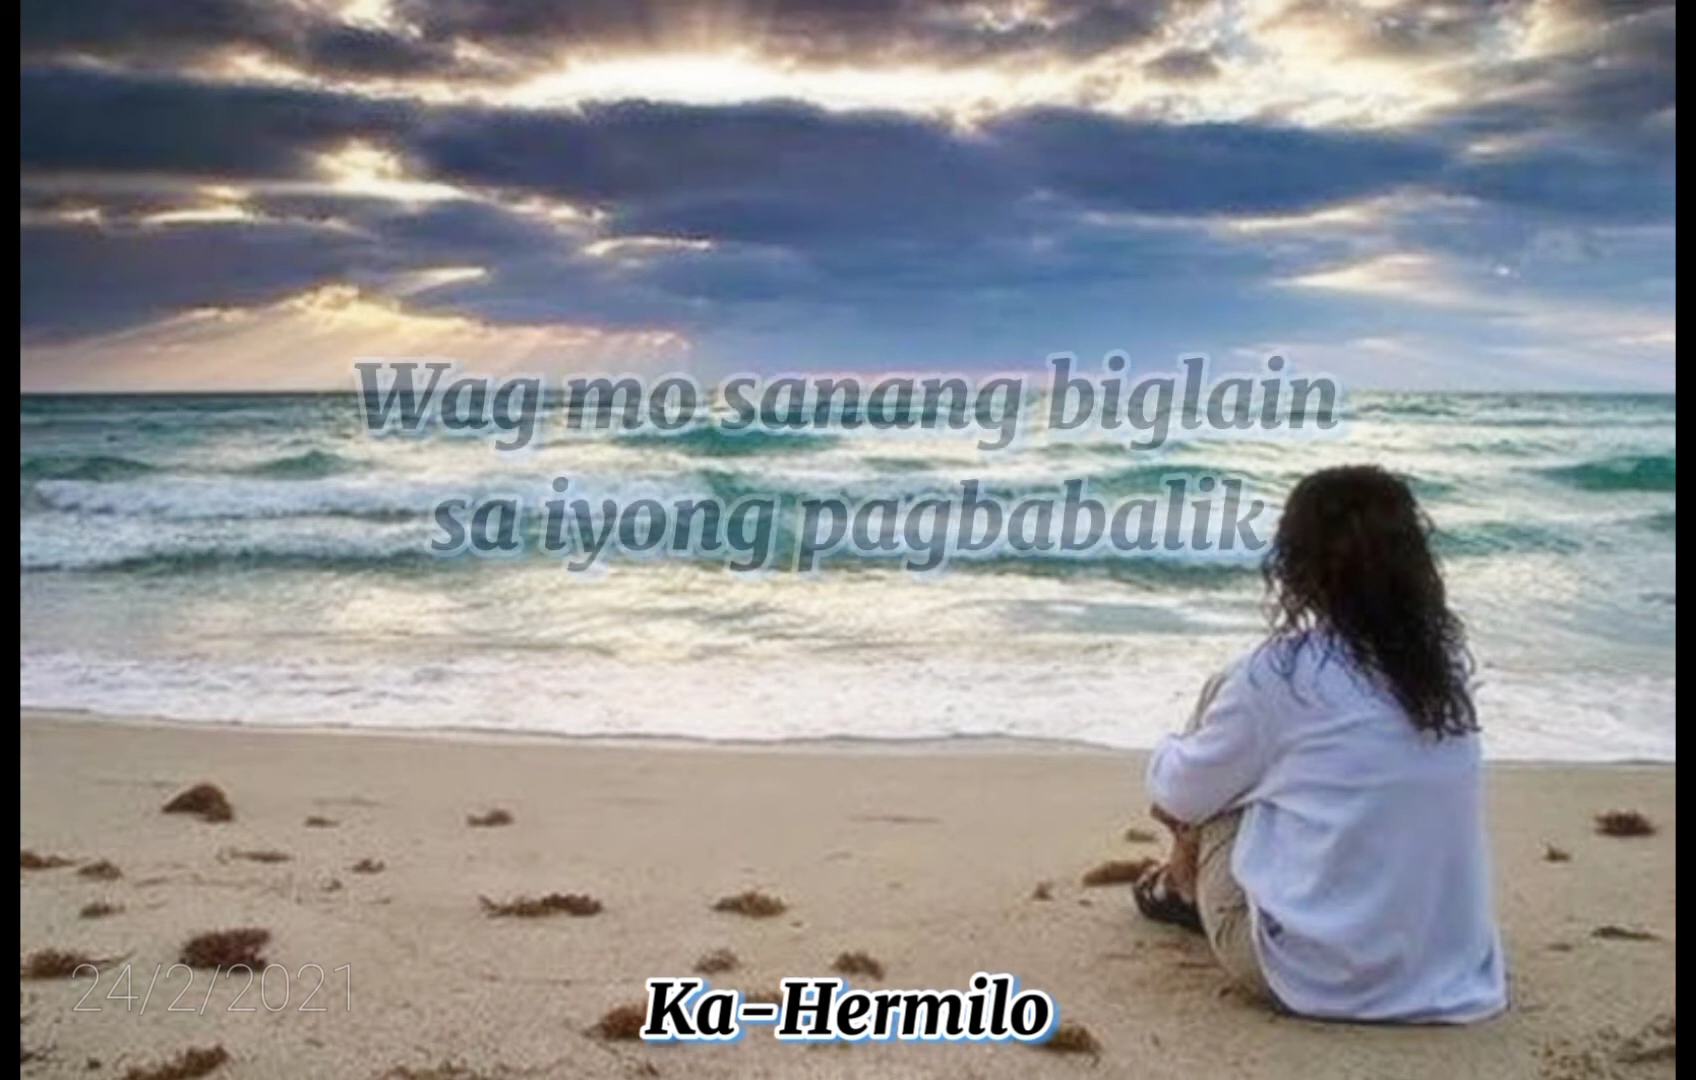 Wag mo sanang biglain
sa iyong pagbabalik
24/2/2021
Ka-Hermilo